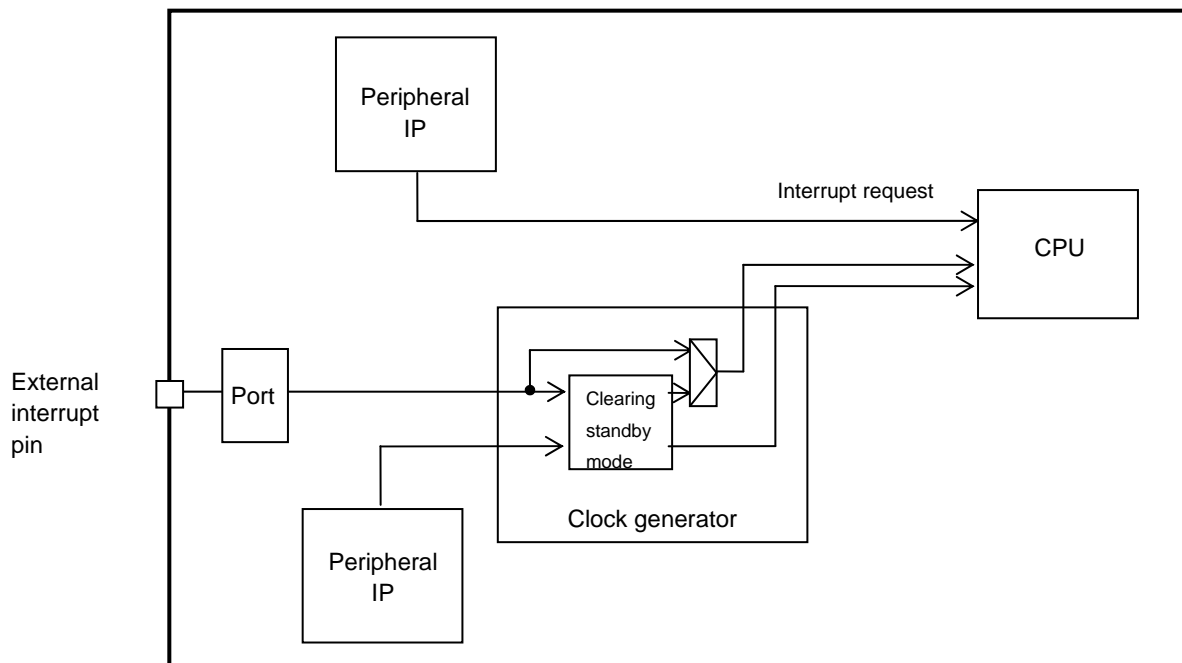 Peripheral
IP
Interrupt request
CPU
External
interrupt
pin
Port
Clearing
standby
mode
Clock generator
Peripheral
IP